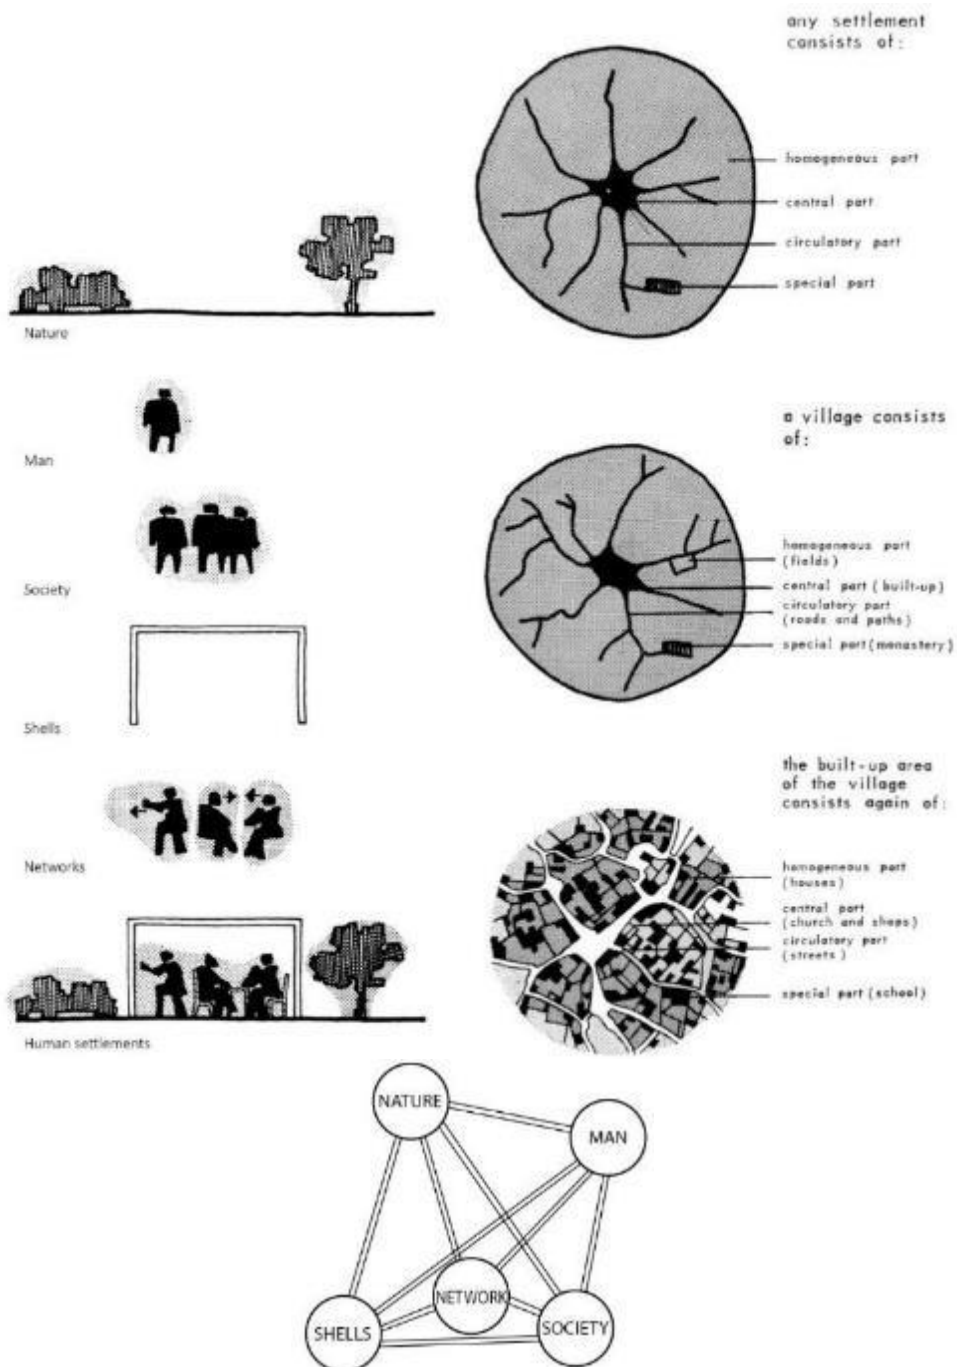 any settlement
consists of:
homogeneous part
central part
circulatory part
special part
Nature
Man
Society
Shells
Networks
Human settlements
a village consists
of:
homogeneous part
(fields)
central part (built-up)
circulatory part
(roads and paths)
special part (monastery)
the built-up area
of the village
consists again of:
homogeneous part
(houses)
central part
(church and shops)
circulatory part
(streets)
special part (school)
NATURE
MAN
NETWORK
SHELLS
SOCIETY